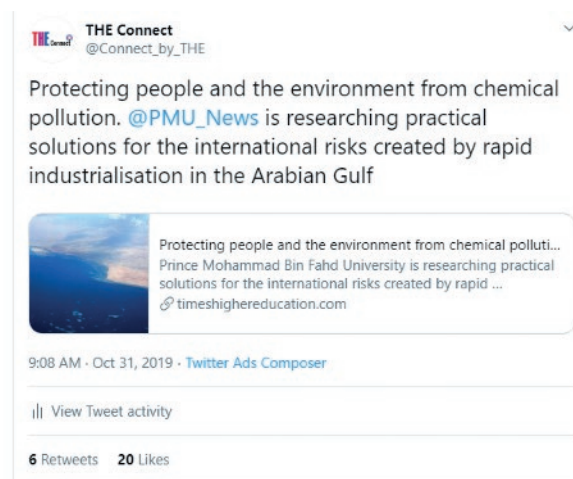 THE Connect
THE Connect
@Connect_by_THE
Protecting people and the environment from chemical
pollution. @PMU_News is researching practical
solutions for the international risks created by rapid
industrialisation in the Arabian Gulf
Protecting people and the environment from chemical polluti...
Prince Mohammad Bin Fahd University is researching practical
solutions for the international risks created by rapid ...
timeshighereducation.com
9:08 AM · Oct 31, 2019 · Twitter Ads Composer
View Tweet activity
6 Retweets 20 Likes